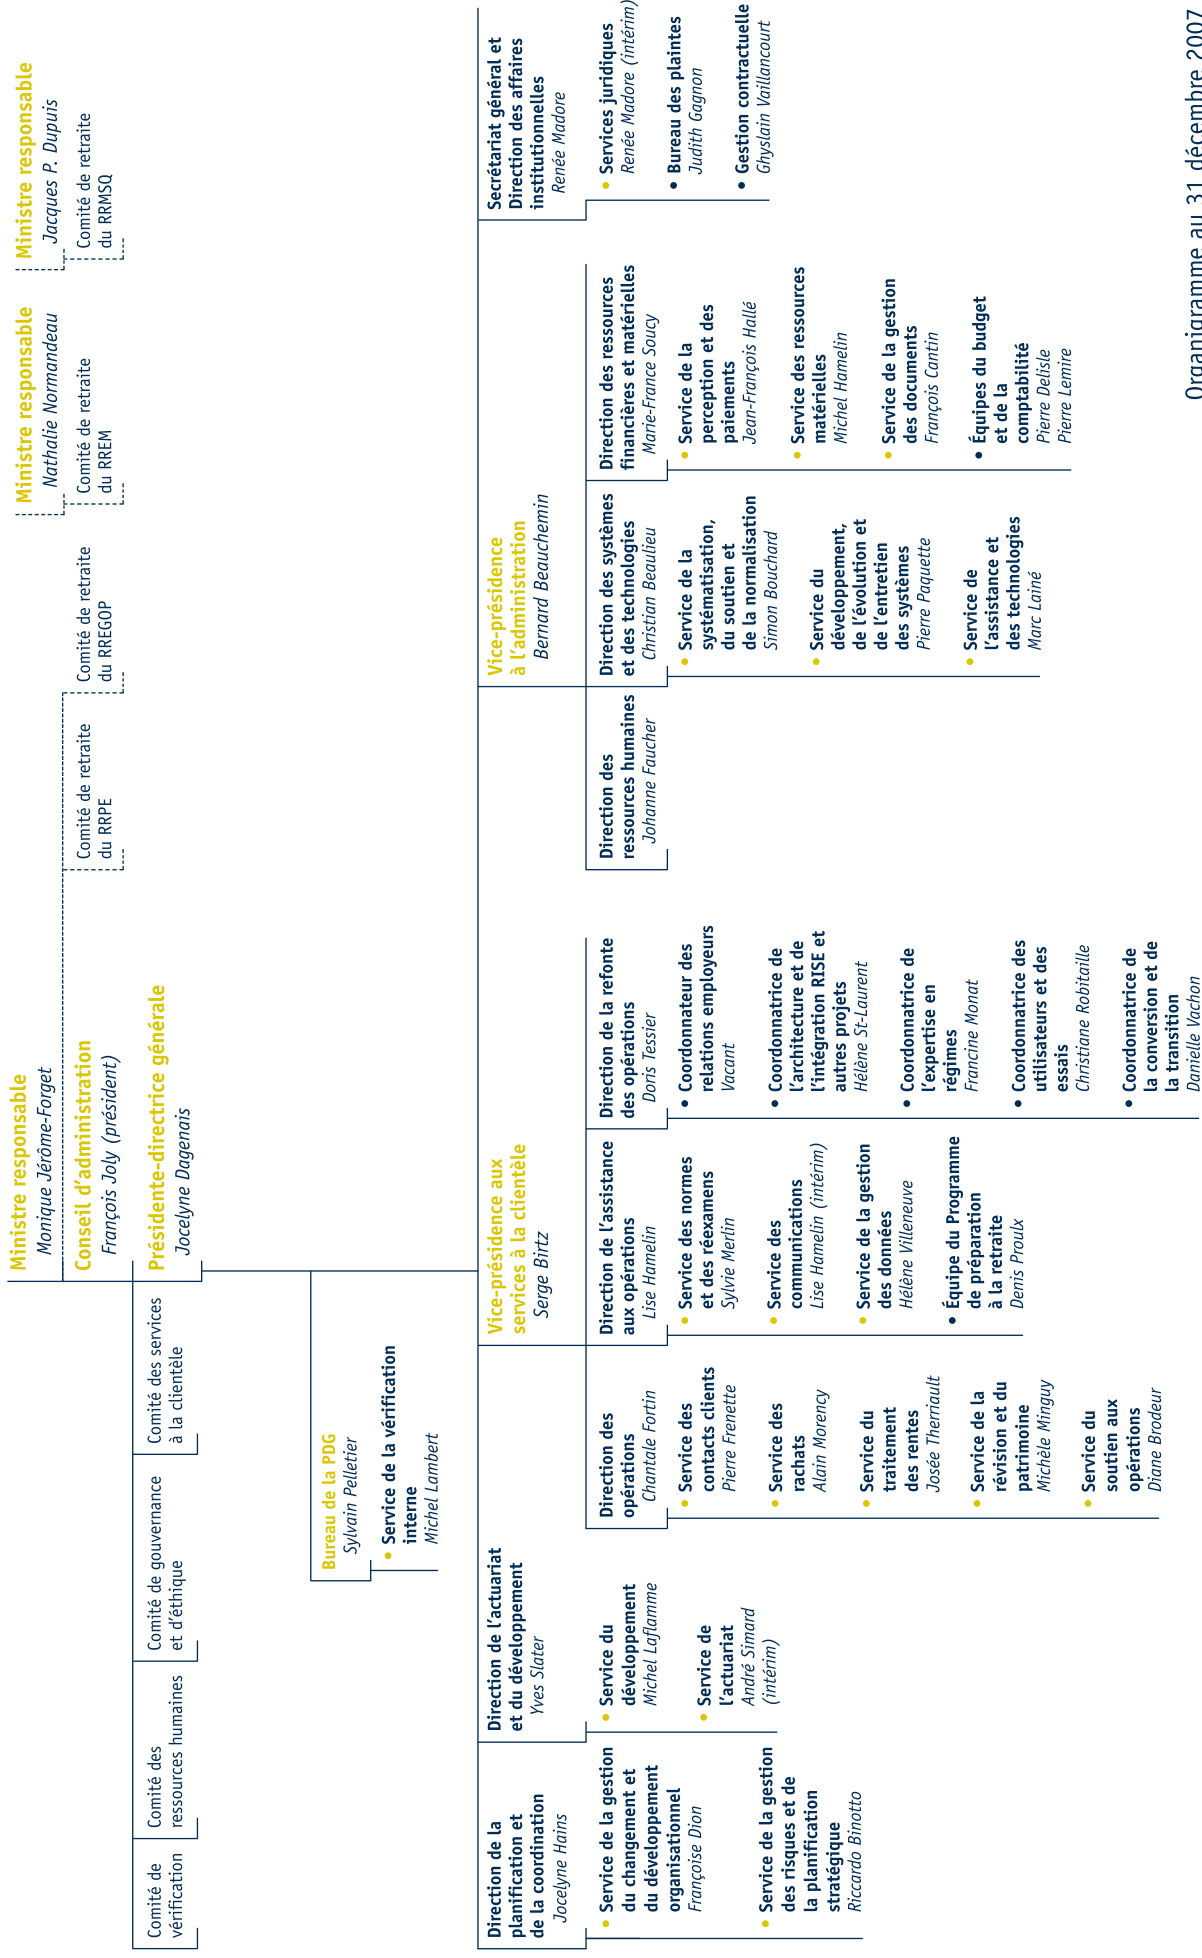 Ministre responsable
Monique Jérôme-Forget
Ministre responsable
Nathalie Normandeau
Ministre responsable
Jacques P. Dupuis
Conseil d'administration
François Joly (président)
Comité de retraite
du RRPE
Comité de retraite
du RREGOP
Comité de retraite
du RREM
Comité de retraite
du RRMSQ
Comité de
vérification
Comité des
ressources humaines
Comité de gouvernance
et d'éthique
Comité des services
à la clientèle
Présidente-directrice générale
Jocelyne Dagenais
Bureau de la PDG
Sylvain Pelletier
• Service de la vérification
interne
Michel Lambert
Direction de la
planification et
de la coordination
Jocelyne Hains
• Service de la gestion
du changement et
du développement
organisationnel
Françoise Dion
• Service de la gestion
des risques et de
la planification
stratégique
Riccardo Binotto
Direction de l'actuariat
et du développement
Yves Slater
• Service du
développement
Michel Laflamme
• Service de
l'actuariat
André Simard
(intérim)
Vice-présidence aux
services à la clientèle
Serge Birtz
Direction des
opérations
Chantale Fortin
• Service des
contacts clients
Pierre Frenette
• Service des
rachats
Alain Morency
• Service du
traitement
des rentes
Josée Therriault
• Service de la
révision et du
patrimoine
Michèle Minguy
• Service du
soutien aux
opérations
Diane Brodeur
Direction de l'assistance
aux opérations
Lise Hamelin
• Service des normes
et des réexamens
Sylvie Merlin
• Service des
communications
Lise Hamelin (intérim)
• Service de la gestion
des données
Hélène Villeneuve
• Équipe du Programme
de préparation
à la retraite
Denis Proulx
Direction de la refonte
des opérations
Doris Tessier
• Coordonnateur des
relations employeurs
Vacant
• Coordonnatrice de
l'architecture et de
l'intégration RISE et
autres projets
Hélène St-Laurent
• Coordonnatrice de
l'expertise en
régimes
Francine Monat
• Coordonnatrice des
utilisateurs et des
essais
Christiane Robitaille
• Coordonnatrice de
la conversion et de
la transition
Danielle Vachon
Vice-présidence
à l'administration
Bernard Beauchemin
Direction des
ressources humaines
Johanne Faucher
Direction des systèmes
et des technologies
Christian Beaulieu
• Service de la
systématisation,
du soutien et
de la normalisation
Simon Bouchard
• Service du
développement,
de l'évolution et
de l'entretien
des systèmes
Pierre Paquette
• Service de
l'assistance et
des technologies
Marc Lainé
Direction des ressources
financières et matérielles
Marie-France Soucy
• Service de la
perception et des
paiements
Jean-François Hallé
• Service des ressources
matérielles
Michel Hamelin
• Service de la gestion
des documents
François Cantin
• Équipes du budget
et de la
comptabilité
Pierre Delisle
Pierre Lemire
Secrétariat général et
Direction des affaires
institutionnelles
Renée Madore
• Services juridiques
Renée Madore (intérim)
• Bureau des plaintes
Judith Gagnon
• Gestion contractuelle
Ghyslain Vaillancourt
Organigramme au 31 décembre 2007